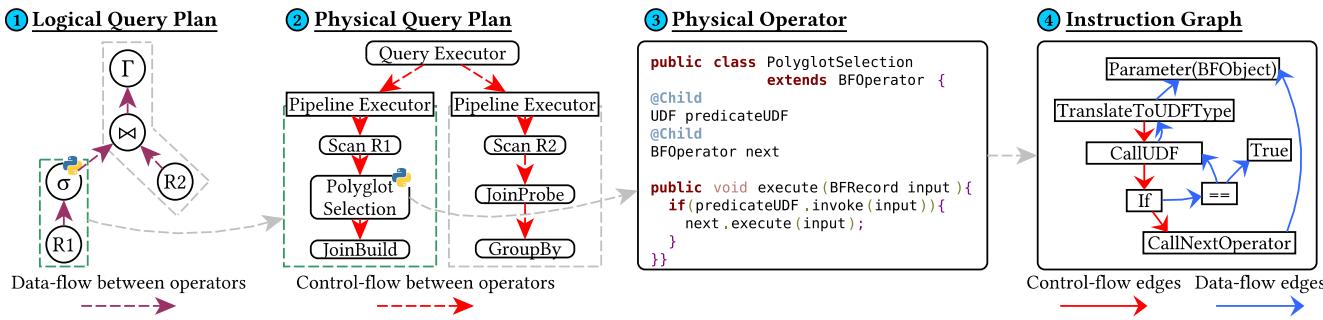 1 Logical Query Plan
Γ
⋈
σ
R2
R1
Data-flow between operators
2 Physical Query Plan
Query Executor
Pipeline Executor
Scan R1
Polyglot
Selection
JoinBuild
Pipeline Executor
Scan R2
JoinProbe
GroupBy
Control-flow between operators
3 Physical Operator
public class PolyglotSelection
extends BFOperator {
@Child
UDF predicateUDF
@Child
BFOperator next
public void execute(BFRecord input){
if(predicateUDF.invoke(input)){
next.execute(input);
}
}}
4 Instruction Graph
Parameter(BFObject)
TranslateToUDFType
CallUDF
True
If
==
CallNextOperator
Control-flow edges
Data-flow edges